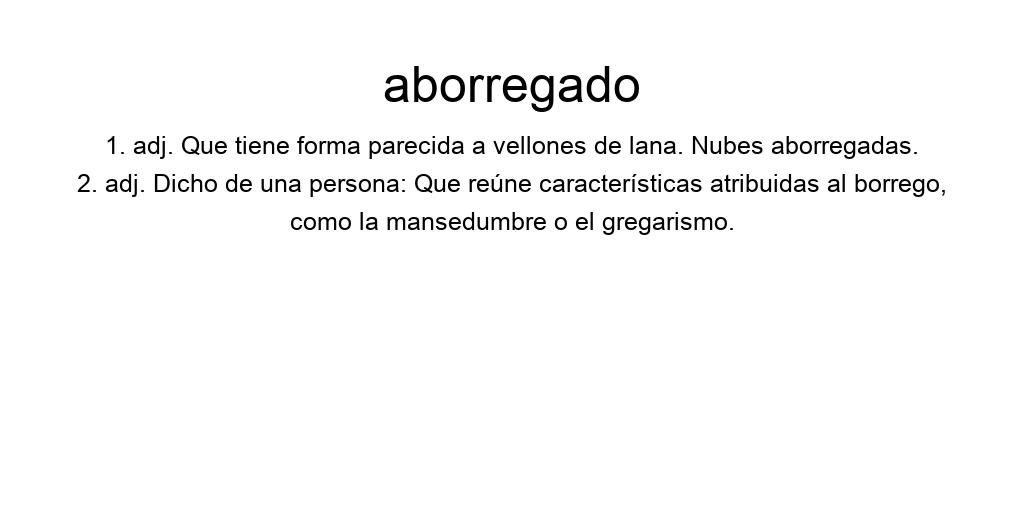 aborregado
1. adj. Que tiene forma parecida a vellones de lana. Nubes aborregadas.
2. adj. Dicho de una persona: Que reúne características atribuidas al borrego,
como la mansedumbre o el gregarismo.